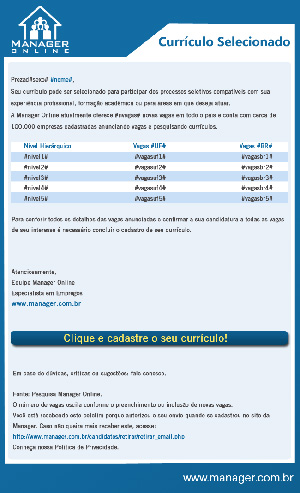 MANAGER
ONLINE
Currículo Selecionado
Prezad#sexo# #nome#,
Seu currículo pode ser selecionado para participar dos processos seletivos compatíveis com sua
experiência profissional, formação acadêmica ou para áreas em que deseja atuar.
A Manager Online atualmente oferece #vagas# novas vagas em todo o país e conta com cerca de
100.000 empresas cadastradas anunciando vagas e pesquisando currículos.
Nível Hierárquico Vagas #UF# Vagas #BR#
#nivel1# #vagasuf1# #vagasbr1#
#nivel2# #vagasuf2# #vagasbr2#
#nivel3# #vagasuf3# #vagasbr3#
#nivel4# #vagasuf4# #vagasbr4#
#nivel5# #vagasuf5# #vagasbr5#
Para conferir todos os detalhes das vagas anunciadas e confirmar a sua candidatura a todas as vagas
de seu interesse é necessário concluir o cadastro de seu currículo.
Atenciosamente,
Equipe Manager Online
Especialista em Empregos
www.manager.com.br
Clique e cadastre o seu currículo!
Em caso de dúvidas, críticas ou sugestões: fale conosco.
Fonte: Pesquisa Manager Online.
O número de vagas oscila conforme o preenchimento ou inclusão de novas vagas.
Você está recebendo este boletim porque autorizou o seu envio quando se cadastrou no site da
Manager. Caso não queira mais receber este, acesse:
http://www.manager.com.br/candidatos/retirar/retirar_email.php
Conheça nossa Política de Privacidade.
www.manager.com.br